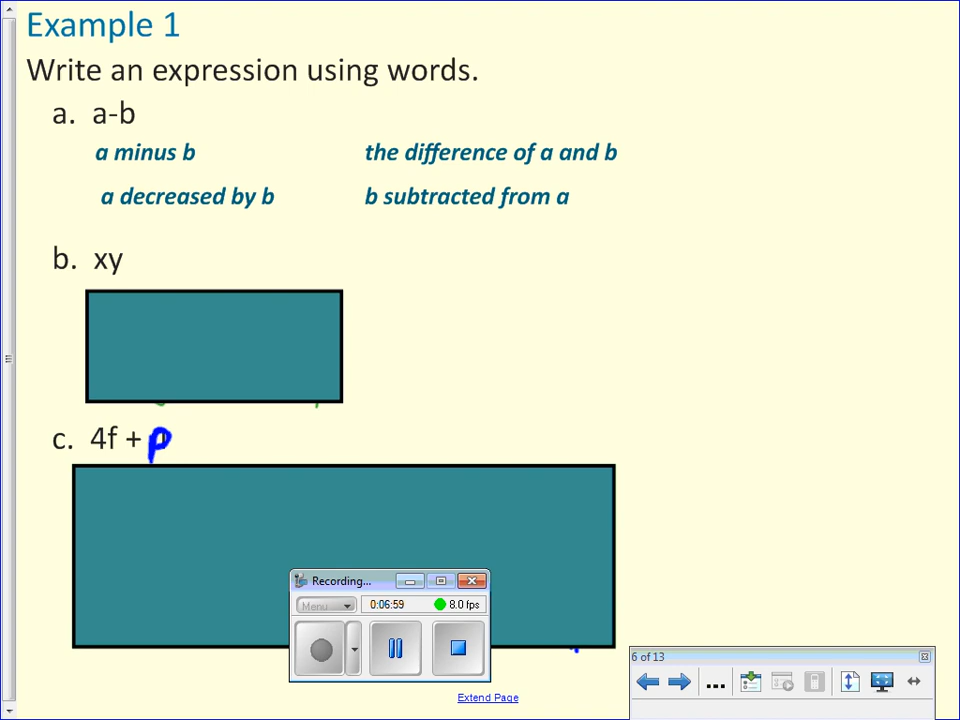 Example 1
Write an expression using words.
a. a-b
a minus b the difference of a and b
a decreased by b b subtracted from a
b. xy
c. 4f + p
Recording...
Menu 0:06:59 8.0 fps
6 of 13
Extend Page